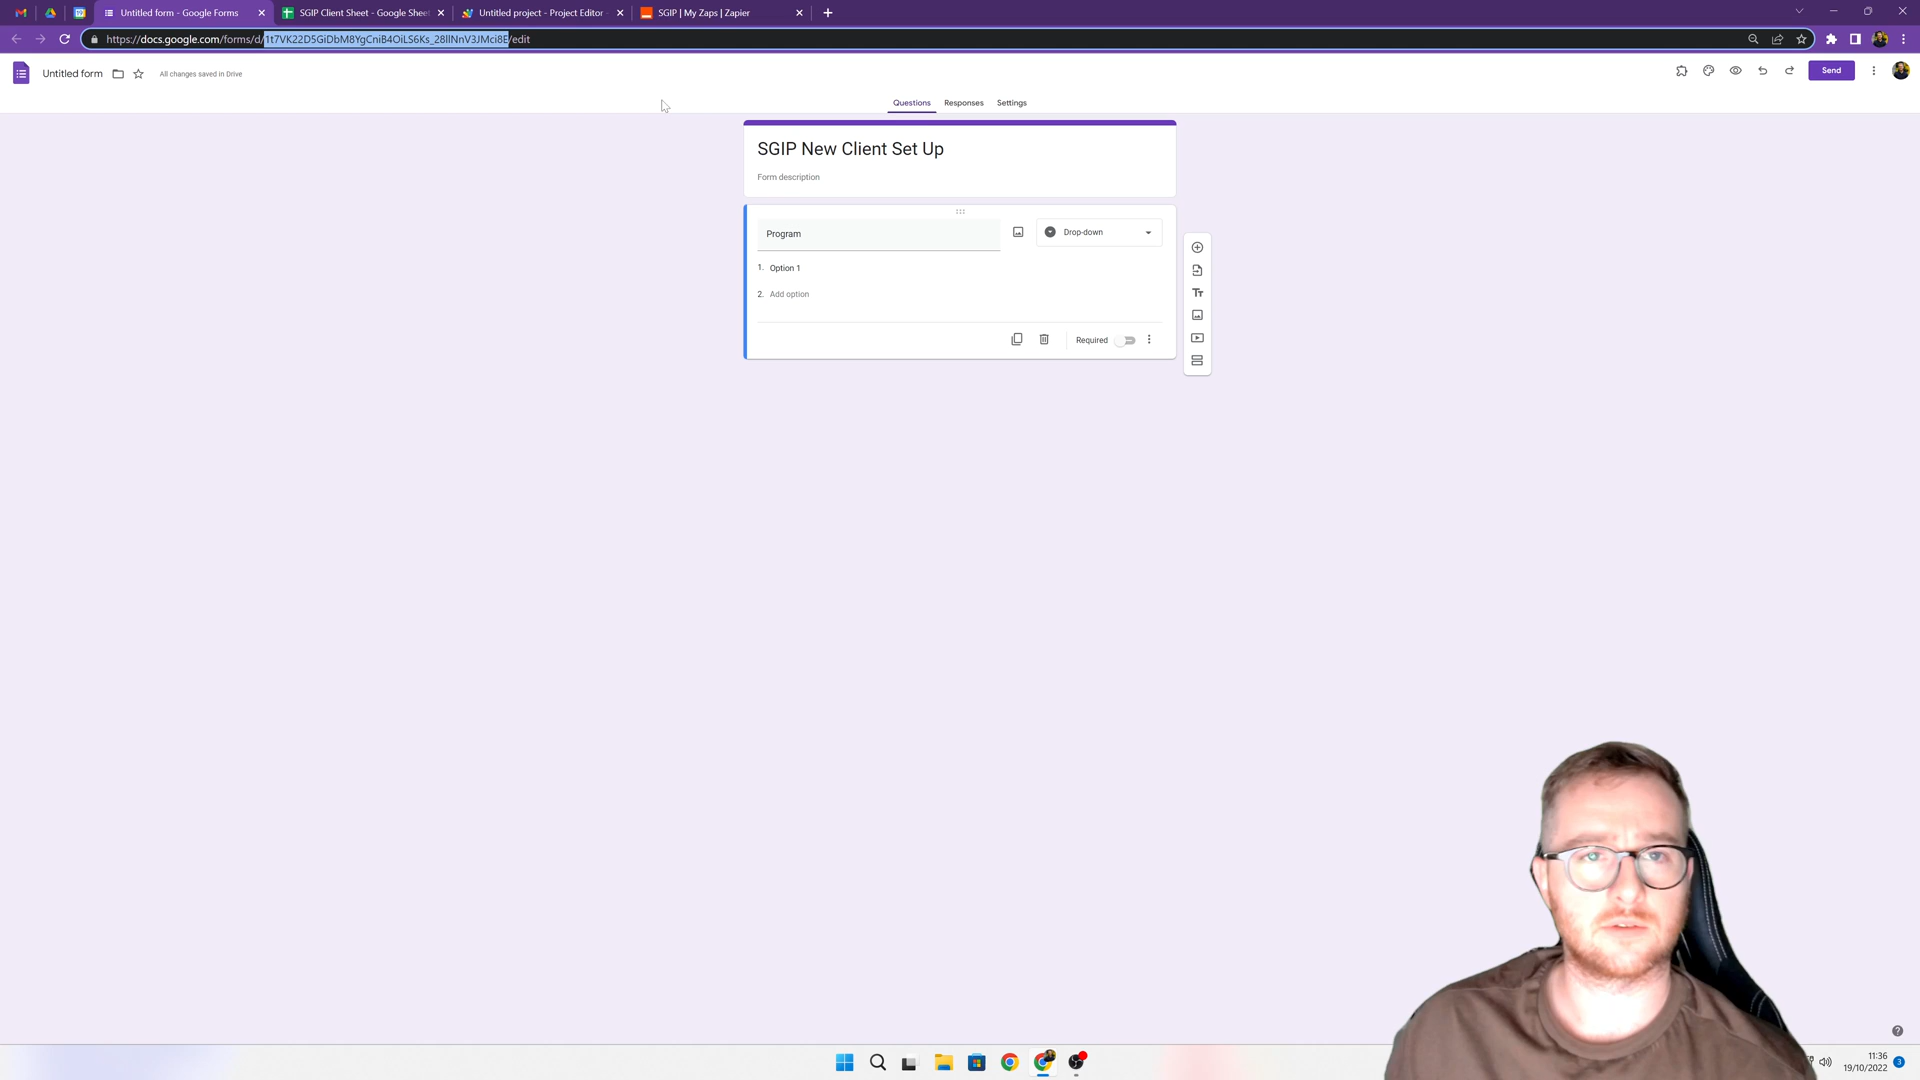 Untitled form - Google Forms
SGIP Client Sheet - Google Sheet
Untitled project - Project Editor -
SGIP | My Zaps | Zapier
https://docs.google.com/forms/d/1t7VK22D5GiDbM8YgCniB4OiLS6Ks_28llNnV3JMci8E/edit
Untitled form
All changes saved in Drive
Send
Questions
Responses
Settings
SGIP New Client Set Up
Form description
Program
Drop-down
1. Option 1
2. Add option
Required
11:36
19/10/2022
3